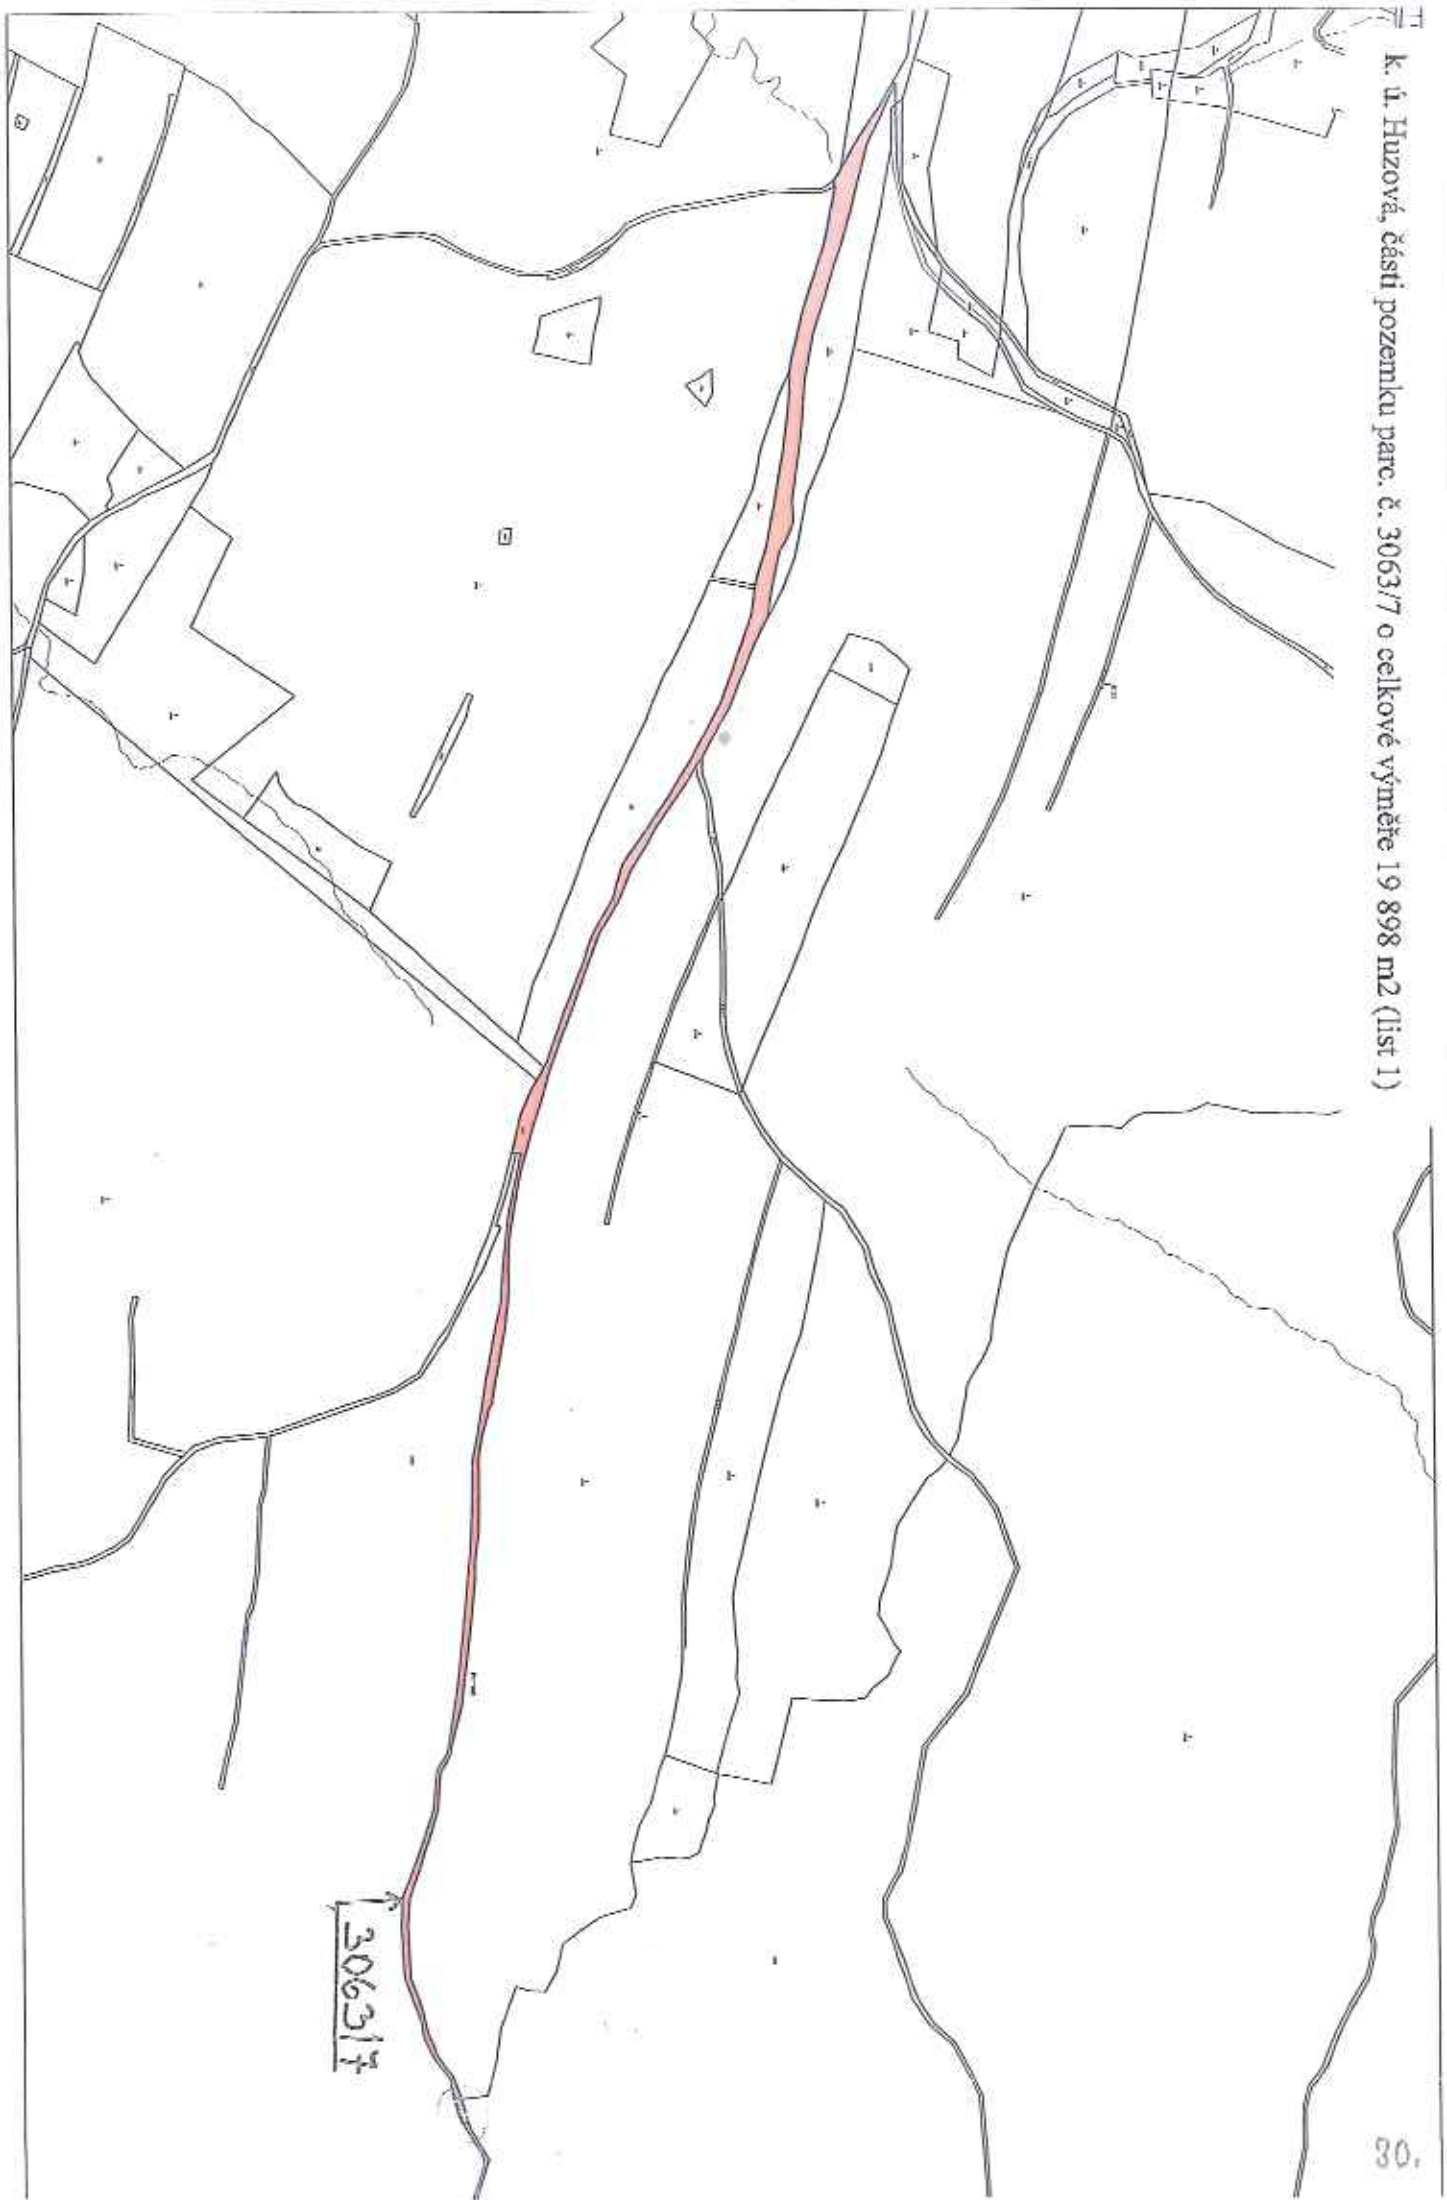 k. ú. Huzová, části pozemku parc. č. 3063/7 o celkové výměře 19 898 m2 (list 1)
3063/7
30.